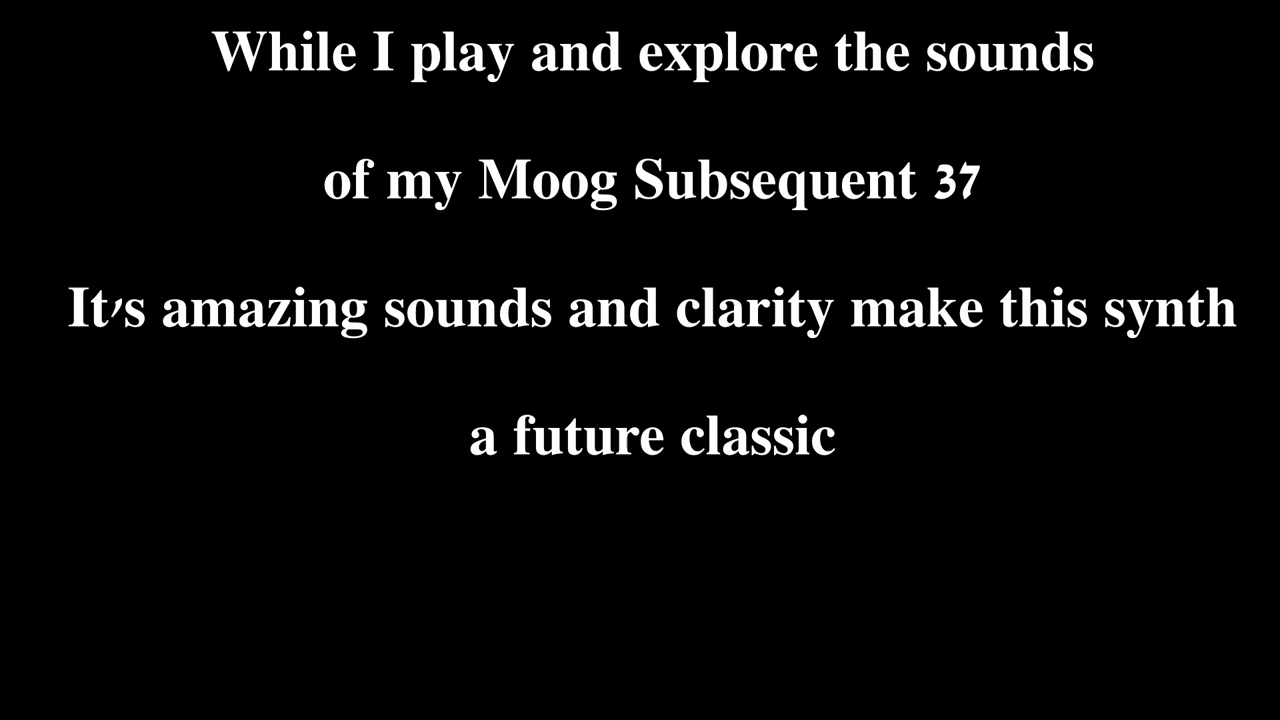 While I play and explore the sounds
of my Moog Subsequent 37
It's amazing sounds and clarity make this synth
a future classic